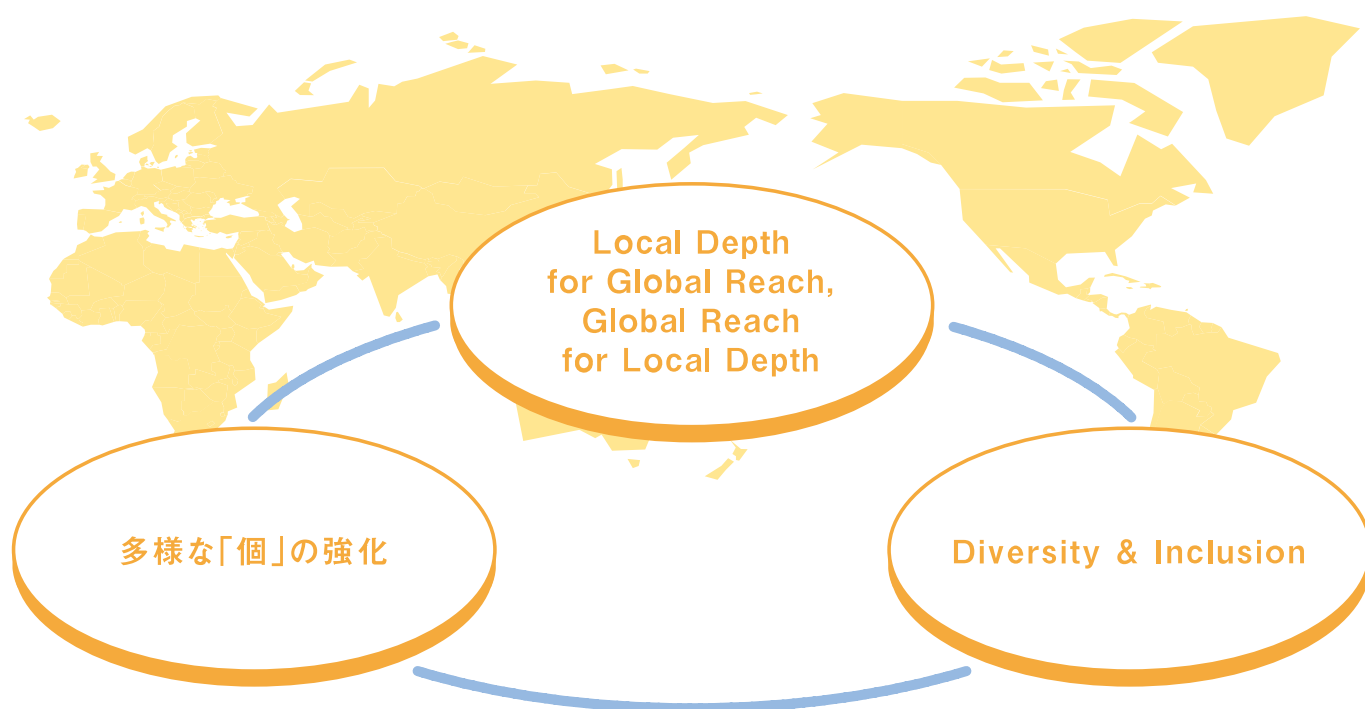 Local Depth
for Global Reach,
Global Reach
for Local Depth
多様な「個」の強化
Diversity & Inclusion